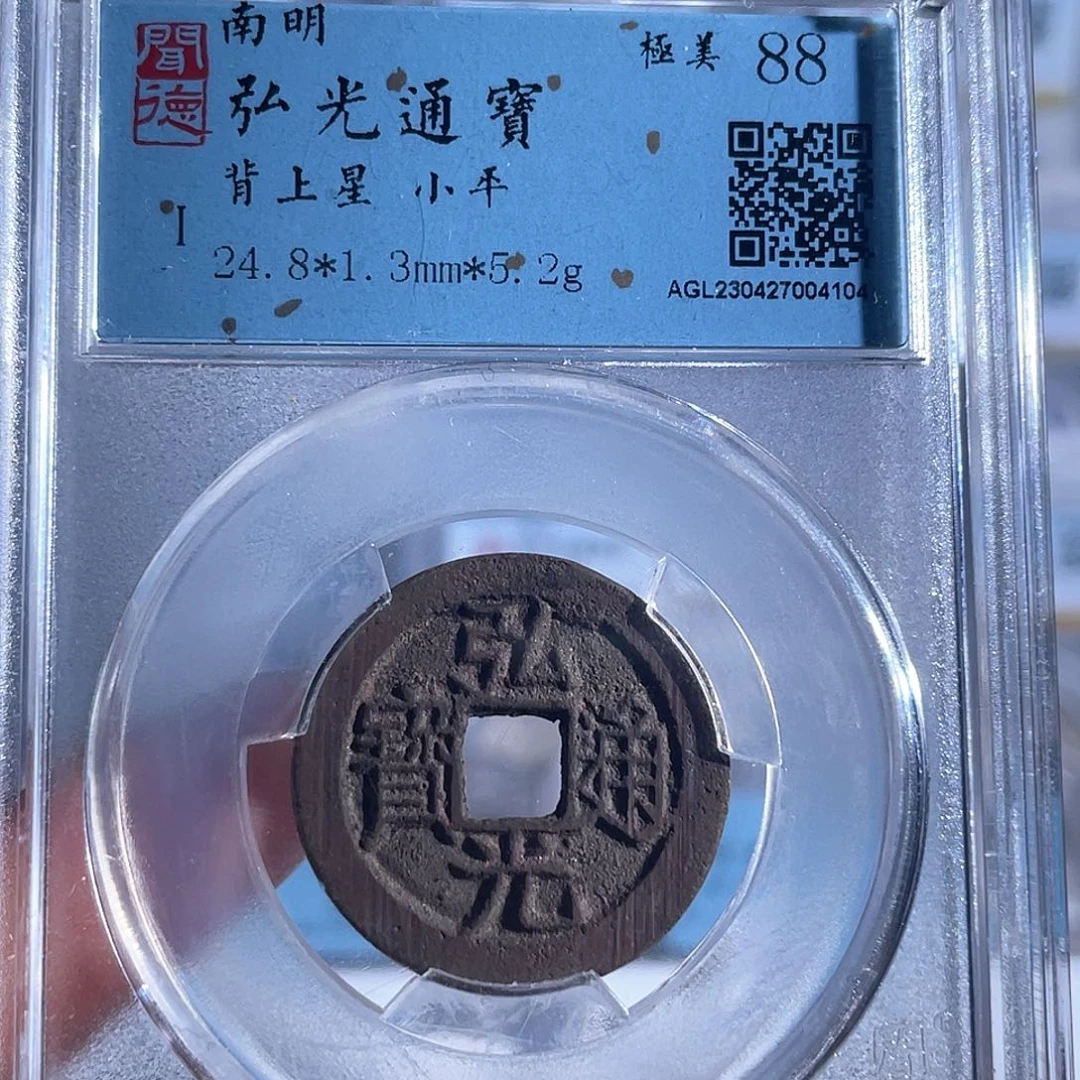 聞德
南明
極美 88
弘光通寶
背上星 小平
I
24.8*1.3mm*5.2g
AGL230427004104
弘光通寶